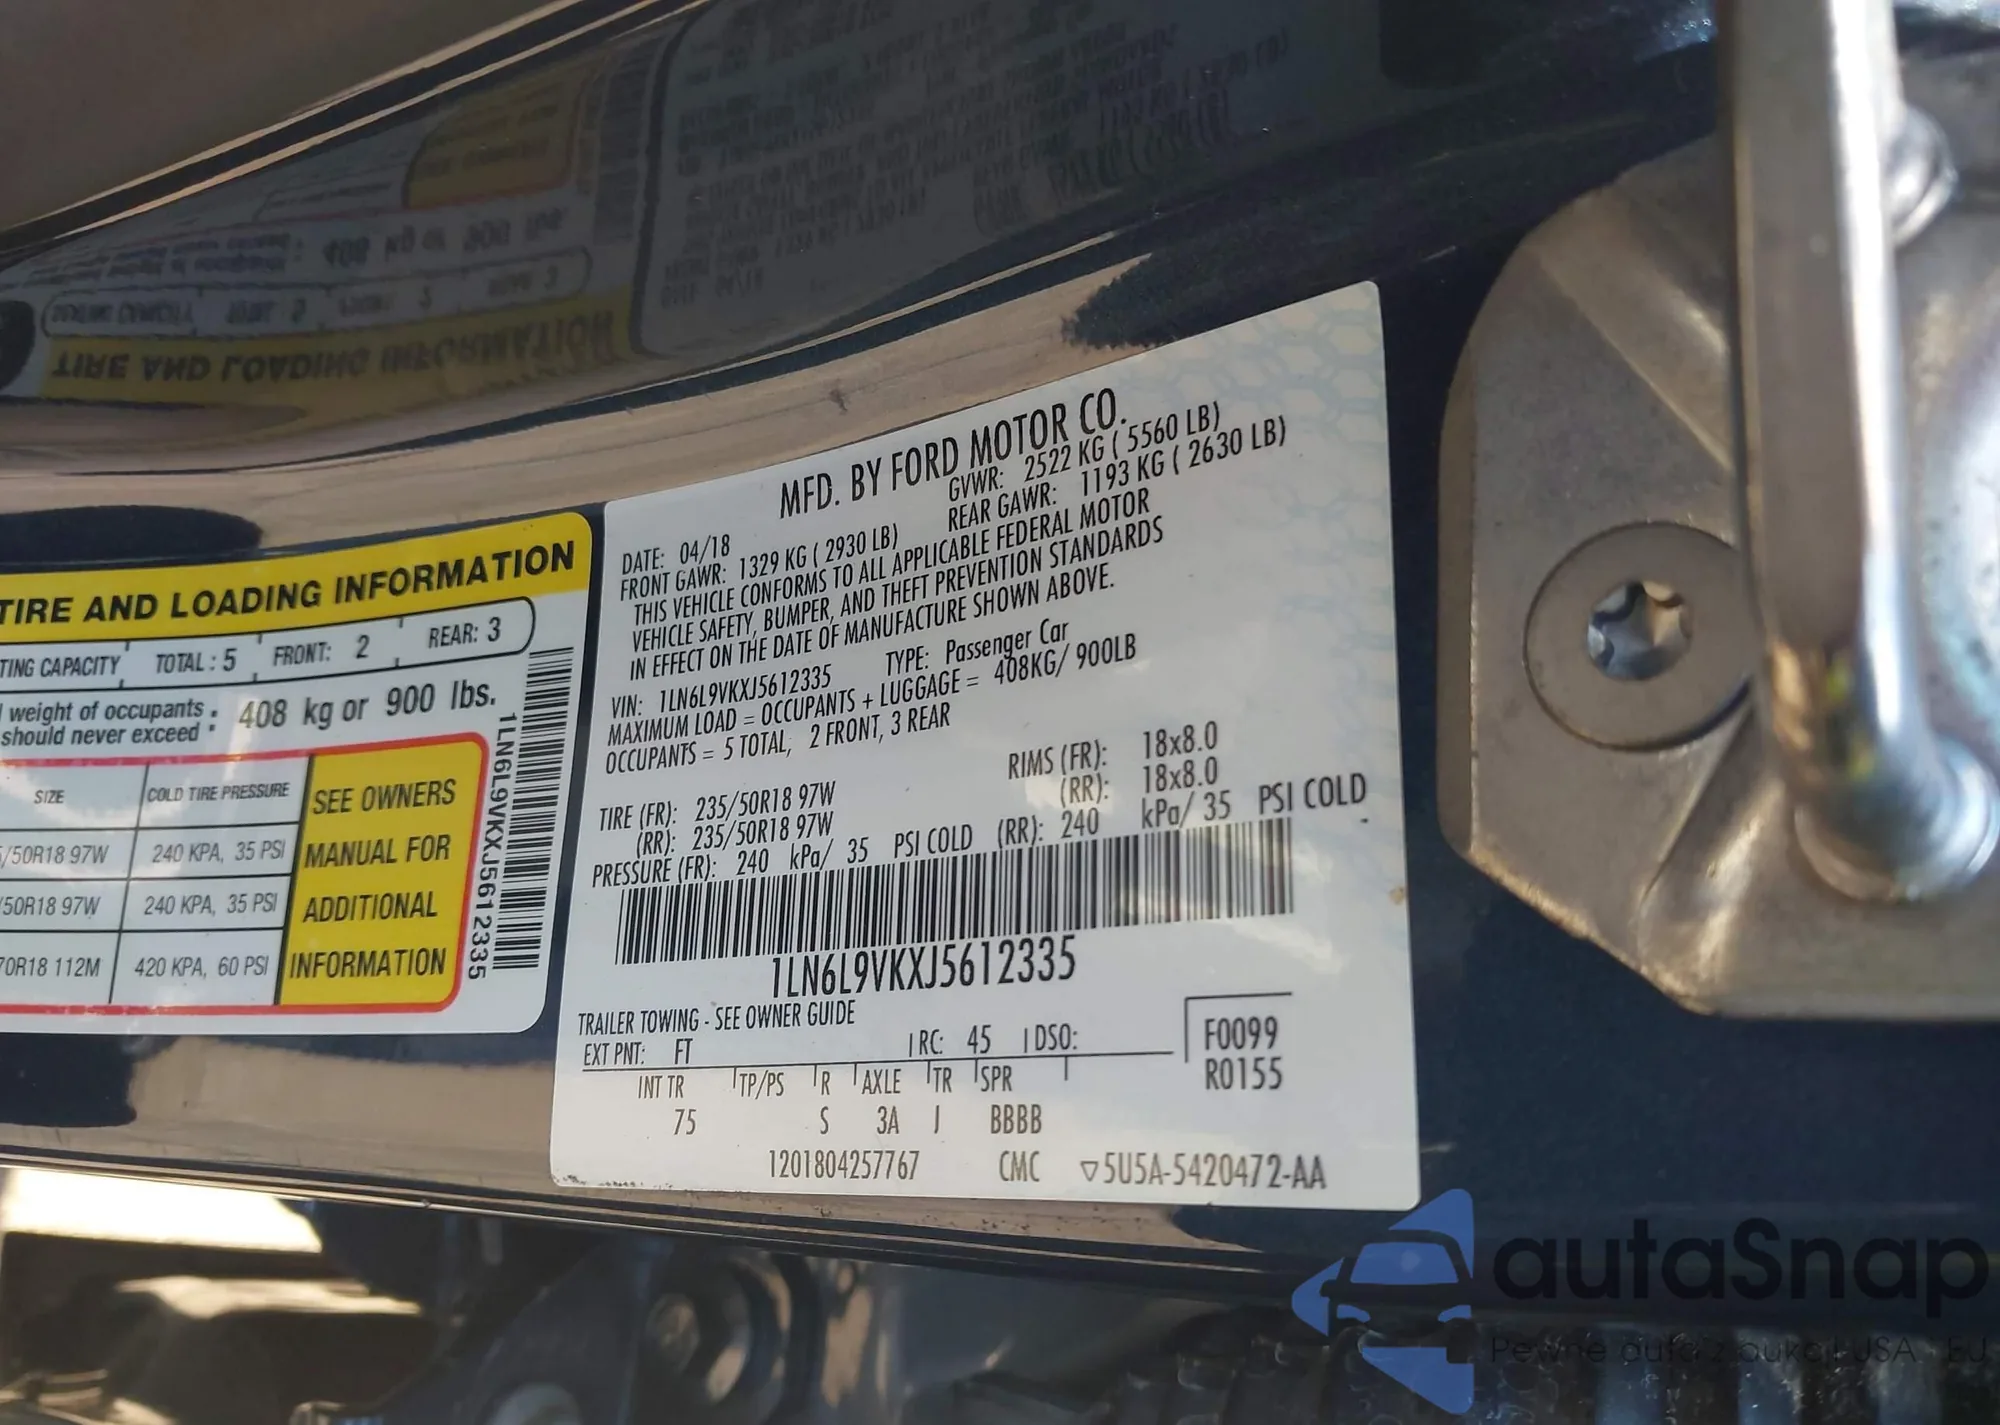 TIRE AND LOADING INFORMATION
TING CAPACITY TOTAL : 5 FRONT: 2 REAR: 3
weight of occupants : 408 kg or 900 lbs.
should never exceed :
SIZE COLD TIRE PRESSURE SEE OWNERS
/50R18 97W 240 KPA, 35 PSI MANUAL FOR
/50R18 97W 240 KPA, 35 PSI ADDITIONAL
70R18 112M 420 KPA, 60 PSI INFORMATION
1LN6L9VKXJ5612335
MFD. BY FORD MOTOR CO.
DATE: 04/18 GVWR: 2522 KG ( 5560 LB)
FRONT GAWR: 1329 KG ( 2930 LB) REAR GAWR: 1193 KG ( 2630 LB)
THIS VEHICLE CONFORMS TO ALL APPLICABLE FEDERAL MOTOR
VEHICLE SAFETY, BUMPER, AND THEFT PREVENTION STANDARDS
IN EFFECT ON THE DATE OF MANUFACTURE SHOWN ABOVE.
VIN: 1LN6L9VKXJ5612335 TYPE: Passenger Car
MAXIMUM LOAD = OCCUPANTS + LUGGAGE = 408KG/ 900LB
OCCUPANTS = 5 TOTAL, 2 FRONT, 3 REAR
TIRE (FR): 235/50R18 97W RIMS (FR): 18x8.0
(RR): 235/50R18 97W (RR): 18x8.0
PRESSURE (FR): 240 kPa/ 35 PSI COLD (RR): 240 kPa/ 35 PSI COLD
1LN6L9VKXJ5612335
TRAILER TOWING - SEE OWNER GUIDE
EXT PNT: FT RC: 45 DSO: F0099
INT TR TP/PS R AXLE TR SPR R0155
75 S 3A J BBBB
1201804257767 CMC ▽5U5A-5420472-AA
autaSnap
Pewne auta z aukcji USA